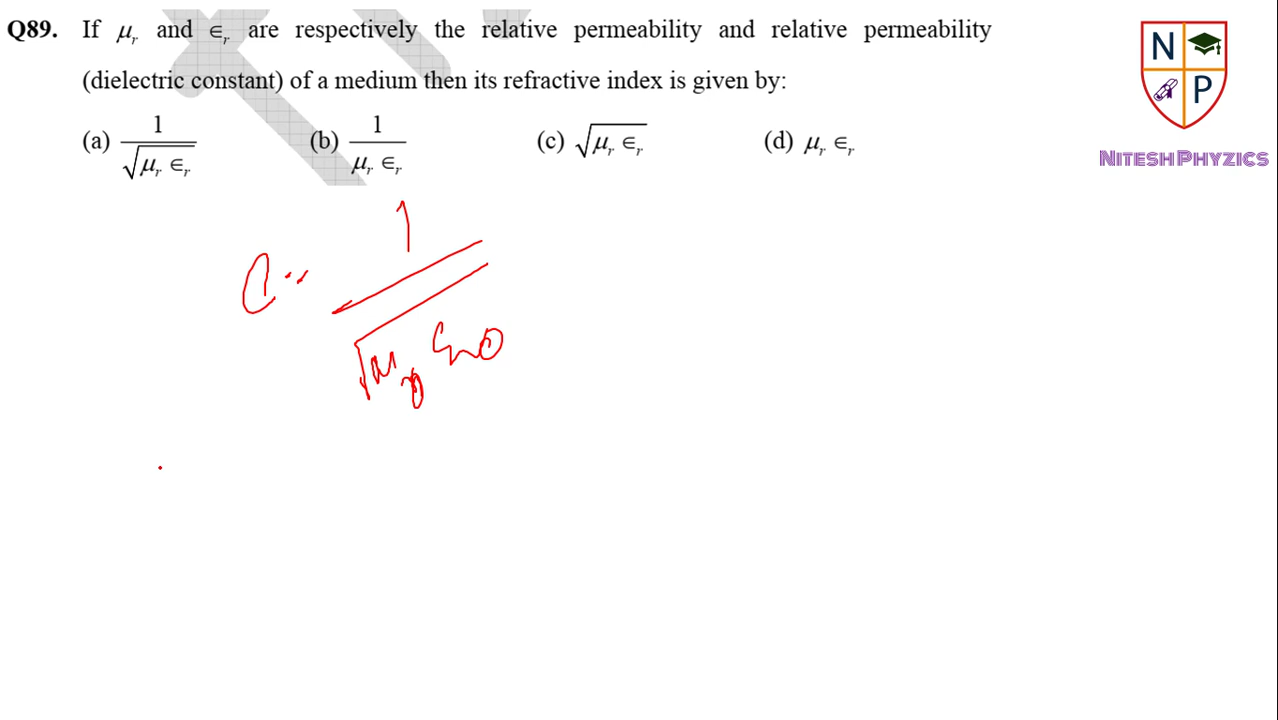 Q89. If μᵣ and ∈ᵣ are respectively the relative permeability and relative permeability
(dielectric constant) of a medium then its refractive index is given by:
(a) 1/√(μᵣ ∈ᵣ) (b) 1/(μᵣ ∈ᵣ) (c) √(μᵣ ∈ᵣ) (d) μᵣ ∈ᵣ
N P
NITESH PHYZICS
C = 1/√(μ₀ ε₀)